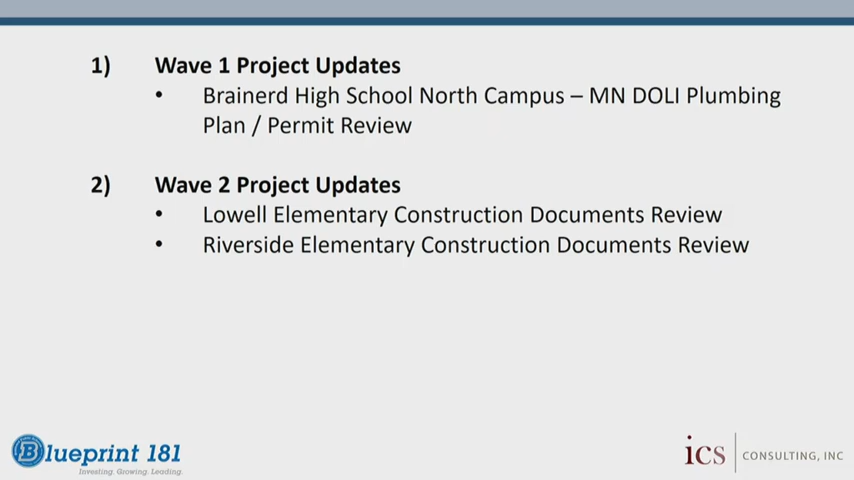 1) Wave 1 Project Updates
• Brainerd High School North Campus – MN DOLI Plumbing
Plan / Permit Review
2) Wave 2 Project Updates
• Lowell Elementary Construction Documents Review
• Riverside Elementary Construction Documents Review
Blueprint 181
Investing. Growing. Leading.
ics CONSULTING, INC